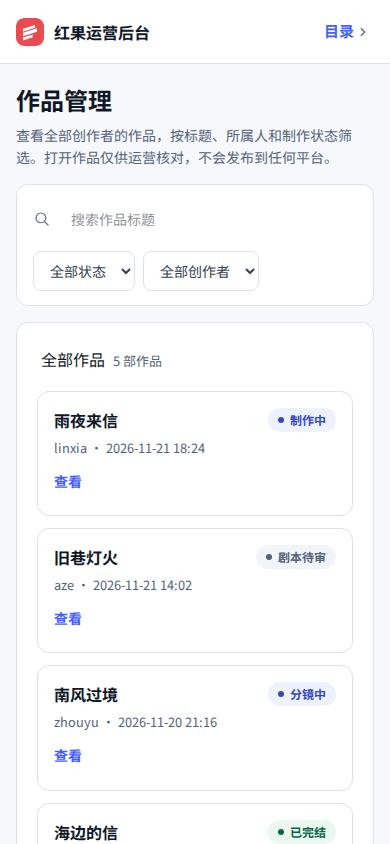 红果运营后台
目录
作品管理
查看全部创作者的作品，按标题、所属人和制作状态筛
选。打开作品仅供运营核对，不会发布到任何平台。
搜索作品标题
全部状态 全部创作者
全部作品 5 部作品
雨夜来信 制作中
linxia · 2026-11-21 18:24
查看
旧巷灯火 剧本待审
aze · 2026-11-21 14:02
查看
南风过境 分镜中
zhouyu · 2026-11-20 21:16
查看
海边的信 已完结